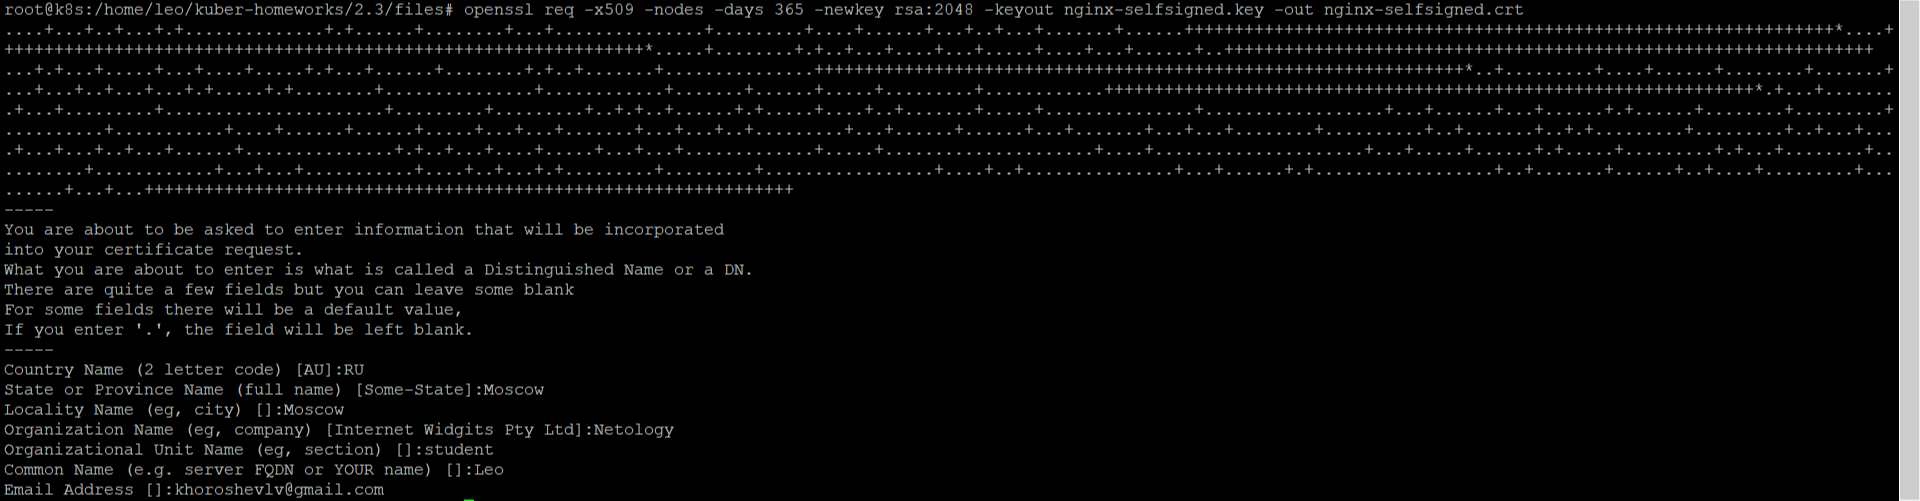 root@k8s:/home/leo/kuber-homeworks/2.3/files# openssl req -x509 -nodes -days 365 -newkey rsa:2048 -keyout nginx-selfsigned.key -out nginx-selfsigned.crt
-----
You are about to be asked to enter information that will be incorporated
into your certificate request.
What you are about to enter is what is called a Distinguished Name or a DN.
There are quite a few fields but you can leave some blank
For some fields there will be a default value,
If you enter '.', the field will be left blank.
-----
Country Name (2 letter code) [AU]:RU
State or Province Name (full name) [Some-State]:Moscow
Locality Name (eg, city) []:Moscow
Organization Name (eg, company) [Internet Widgits Pty Ltd]:Netology
Organizational Unit Name (eg, section) []:student
Common Name (e.g. server FQDN or YOUR name) []:Leo
Email Address []:khoroshevlv@gmail.com